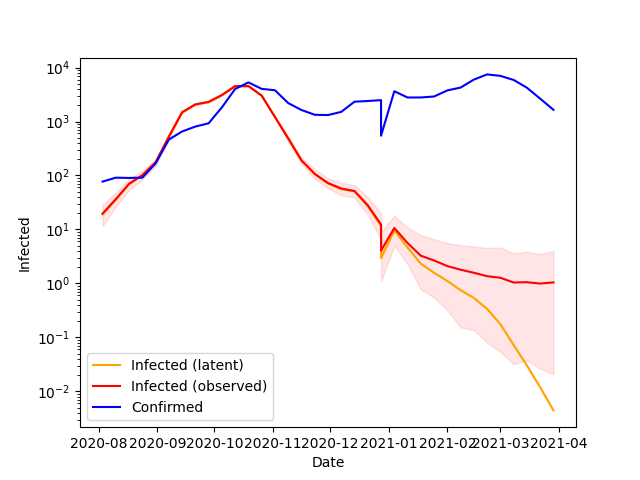 10^4
10^3
10^2
10^1
10^0
10^-1
10^-2
Infected
Infected (latent)
Infected (observed)
Confirmed
2020-08 2020-09 2020-10 2020-11 2020-12 2021-01 2021-02 2021-03 2021-04
Date